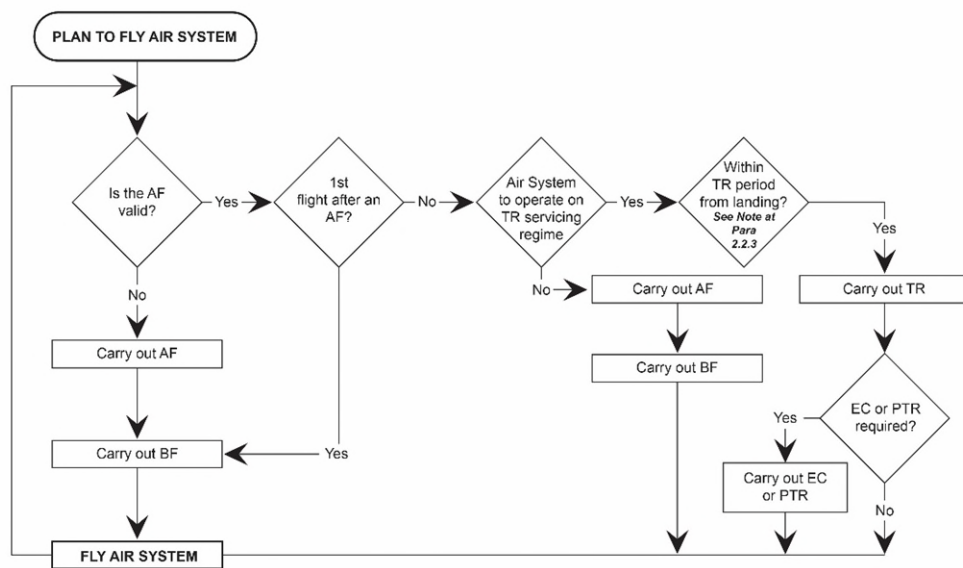 PLAN TO FLY AIR SYSTEM
Is the AF
valid?
Yes
1st
flight after an
AF?
No
Air System
to operate on
TR servicing
regime
Yes
Within
TR period
from landing?
See Note at
Para
2.2.3
Yes
No
No
Carry out AF
Carry out TR
Carry out AF
Carry out BF
EC or PTR
required?
Yes
Carry out BF
Yes
Carry out EC
or PTR
No
FLY AIR SYSTEM